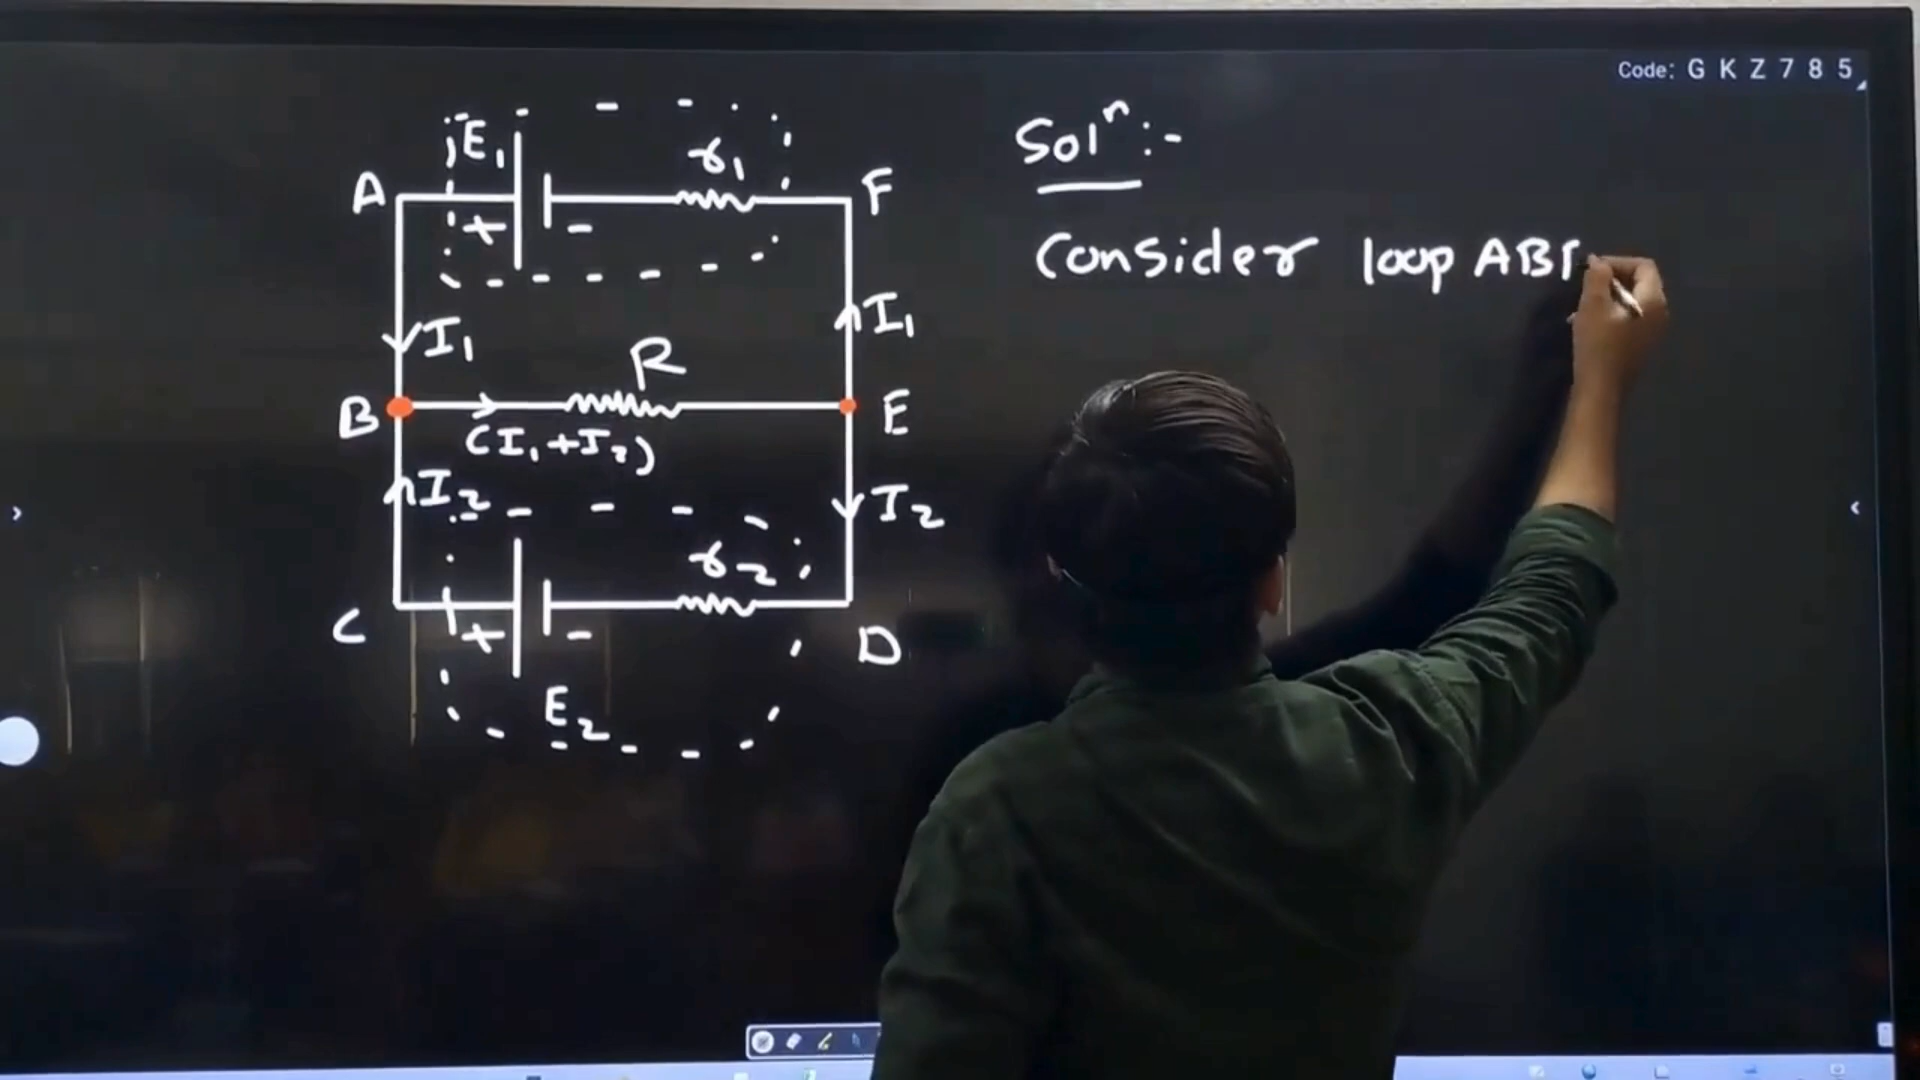 Code: G K Z 7 8 5
E₁
r₁
A
F
+
-
I₁
I₁
R
B
E
(I₁+I₂)
I₂
I₂
r₂
C
+
-
D
E₂
Solⁿ:-
Consider loop AB